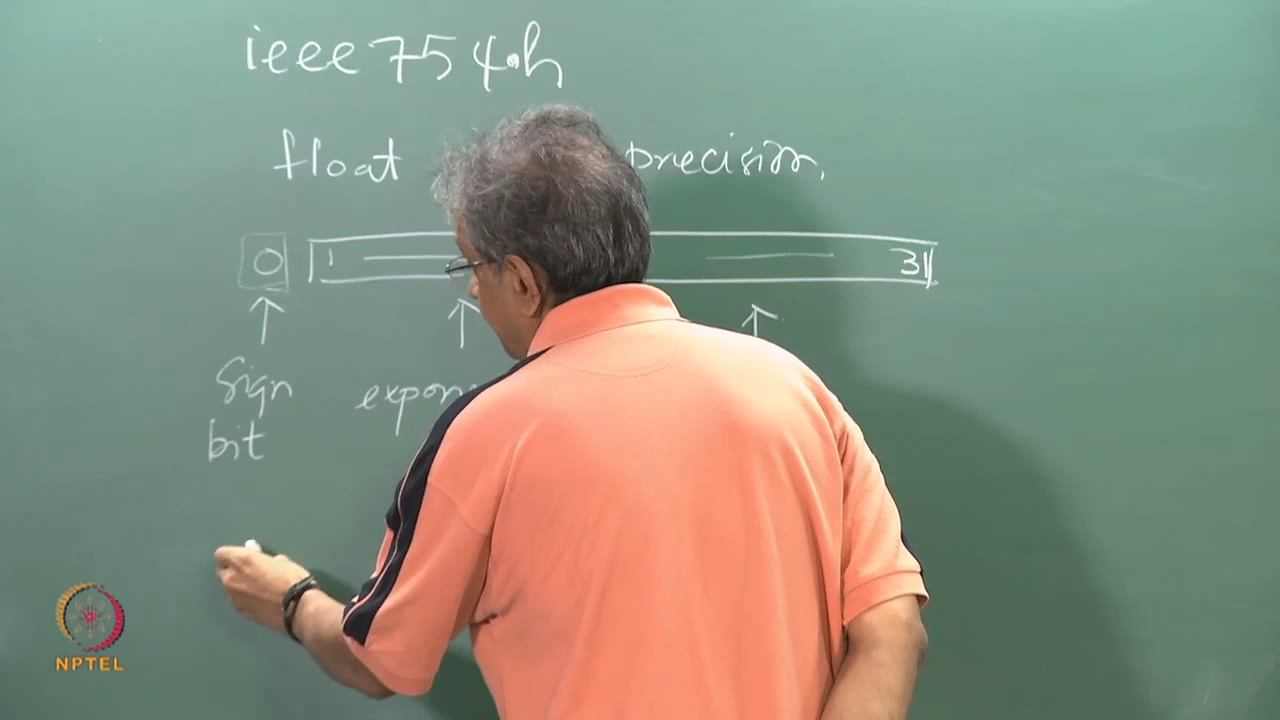 ieee754.h
float precision.
0 1 31
Sign
bit
NPTEL